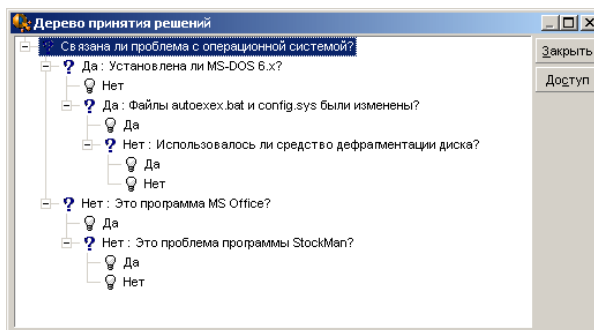 Дерево принятия решений
Связана ли проблема с операционной системой?
Закрыть
Да : Установлена ли MS-DOS 6.x?
Нет
Доступ
Да : Файлы autoexex.bat и config.sys были изменены?
Да
Нет : Использовалось ли средство дефрагментации диска?
Да
Нет
Нет : Это программа MS Office?
Да
Нет : Это проблема программы StockMan?
Да
Нет